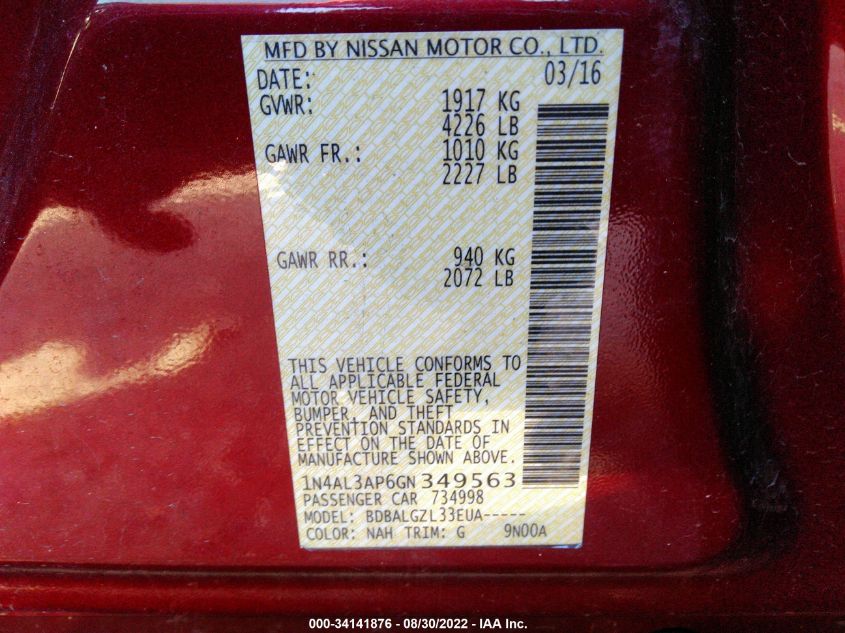 MFD BY NISSAN MOTOR CO., LTD.
DATE: 03/16
GVWR: 1917 KG
4226 LB
GAWR FR.: 1010 KG
2227 LB
GAWR RR.: 940 KG
2072 LB
THIS VEHICLE CONFORMS TO
ALL APPLICABLE FEDERAL
MOTOR VEHICLE SAFETY,
BUMPER, AND THEFT
PREVENTION STANDARDS IN
EFFECT ON THE DATE OF
MANUFACTURE SHOWN ABOVE.
1N4AL3AP6GN 349563
PASSENGER CAR 734998
MODEL: BDBALGZL33EUA-----
COLOR: NAH TRIM: G 9N00A
000-34141876 - 08/30/2022 - IAA Inc.